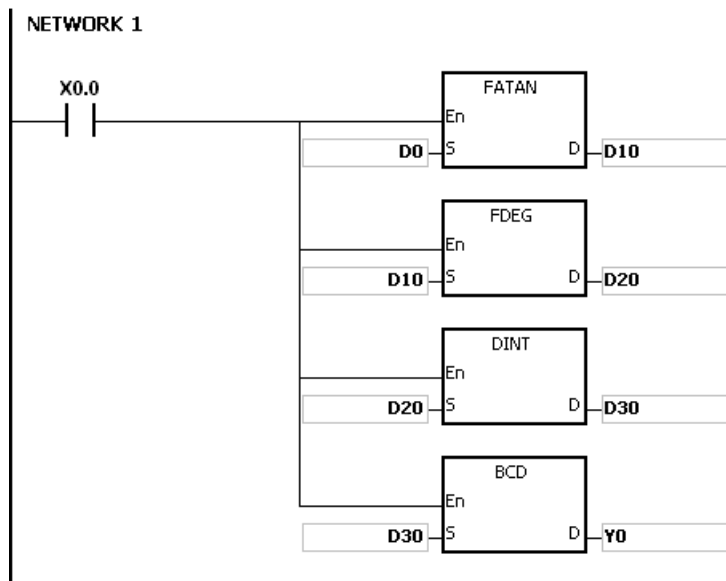 NETWORK 1
X0.0
FATAN
En
D0 S D D10
FDEG
En
D10 S D D20
DINT
En
D20 S D D30
BCD
En
D30 S D Y0